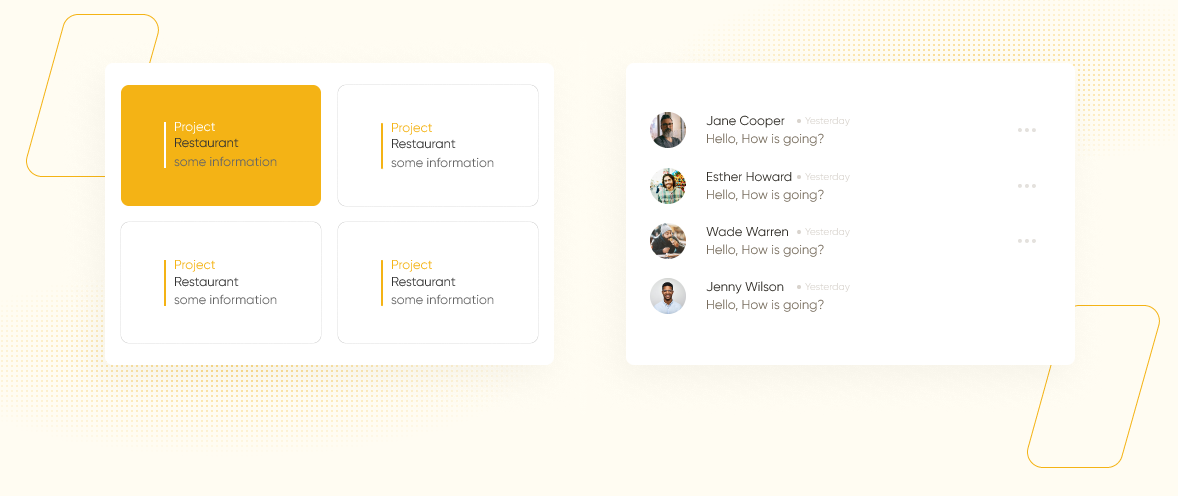 Project
Restaurant
some information
Project
Restaurant
some information
Project
Restaurant
some information
Project
Restaurant
some information
Jane Cooper Yesterday
Hello, How is going?
Esther Howard Yesterday
Hello, How is going?
Wade Warren Yesterday
Hello, How is going?
Jenny Wilson Yesterday
Hello, How is going?